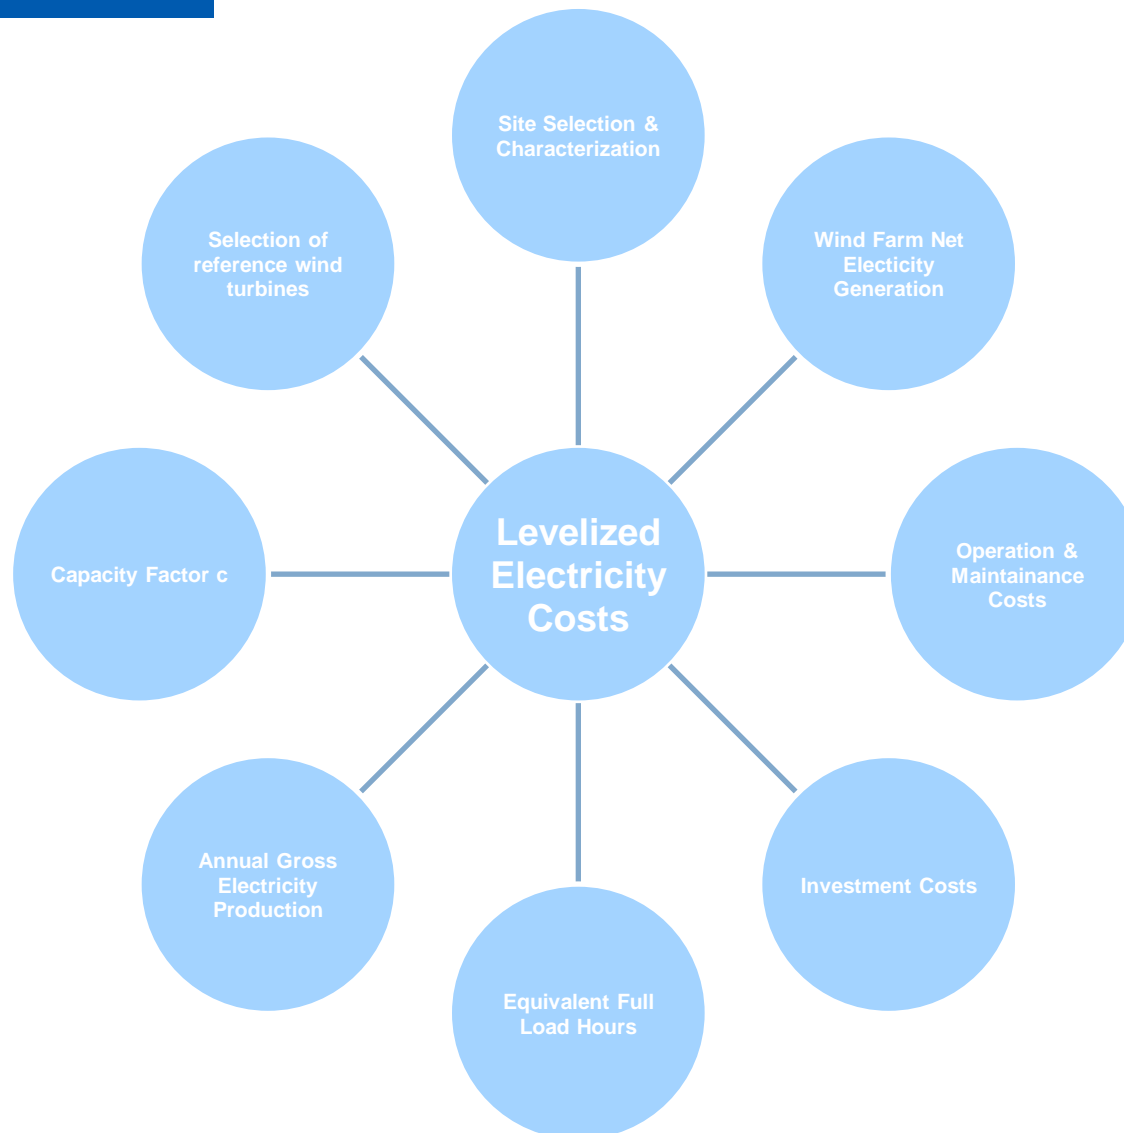 Site Selection &
Characterization
Selection of
reference wind
turbines
Wind Farm Net
Electicity
Generation
Levelized
Electricity
Costs
Capacity Factor c
Operation &
Maintainance
Costs
Annual Gross
Electricity
Production
Investment Costs
Equivalent Full
Load Hours